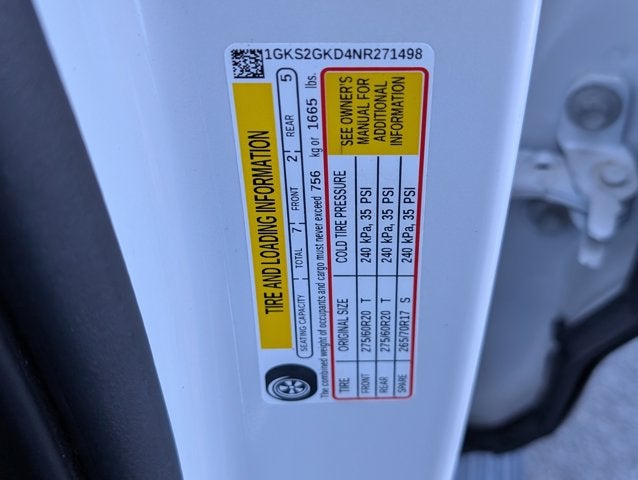 1GKS2GKD4NR271498
TIRE AND LOADING INFORMATION
SEATING CAPACITY TOTAL 7 FRONT 2 REAR 5
The combined weight of occupants and cargo must never exceed 756 kg or 1665 lbs.
TIRE ORIGINAL SIZE COLD TIRE PRESSURE
FRONT 275/60R20 T 240 kPa, 35 PSI
REAR 275/60R20 T 240 kPa, 35 PSI
SPARE 265/70R17 S 240 kPa, 35 PSI
SEE OWNER'S
MANUAL FOR
ADDITIONAL
INFORMATION